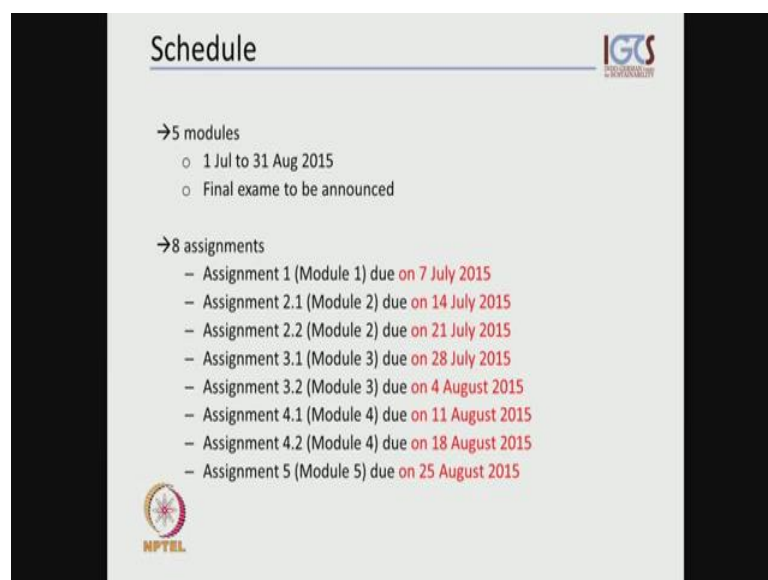 Schedule
IGCS
INDO-GERMAN CENTRE
for SUSTAINABILITY
→5 modules
o 1 Jul to 31 Aug 2015
o Final exame to be announced
→8 assignments
– Assignment 1 (Module 1) due on 7 July 2015
– Assignment 2.1 (Module 2) due on 14 July 2015
– Assignment 2.2 (Module 2) due on 21 July 2015
– Assignment 3.1 (Module 3) due on 28 July 2015
– Assignment 3.2 (Module 3) due on 4 August 2015
– Assignment 4.1 (Module 4) due on 11 August 2015
– Assignment 4.2 (Module 4) due on 18 August 2015
– Assignment 5 (Module 5) due on 25 August 2015
NPTEL